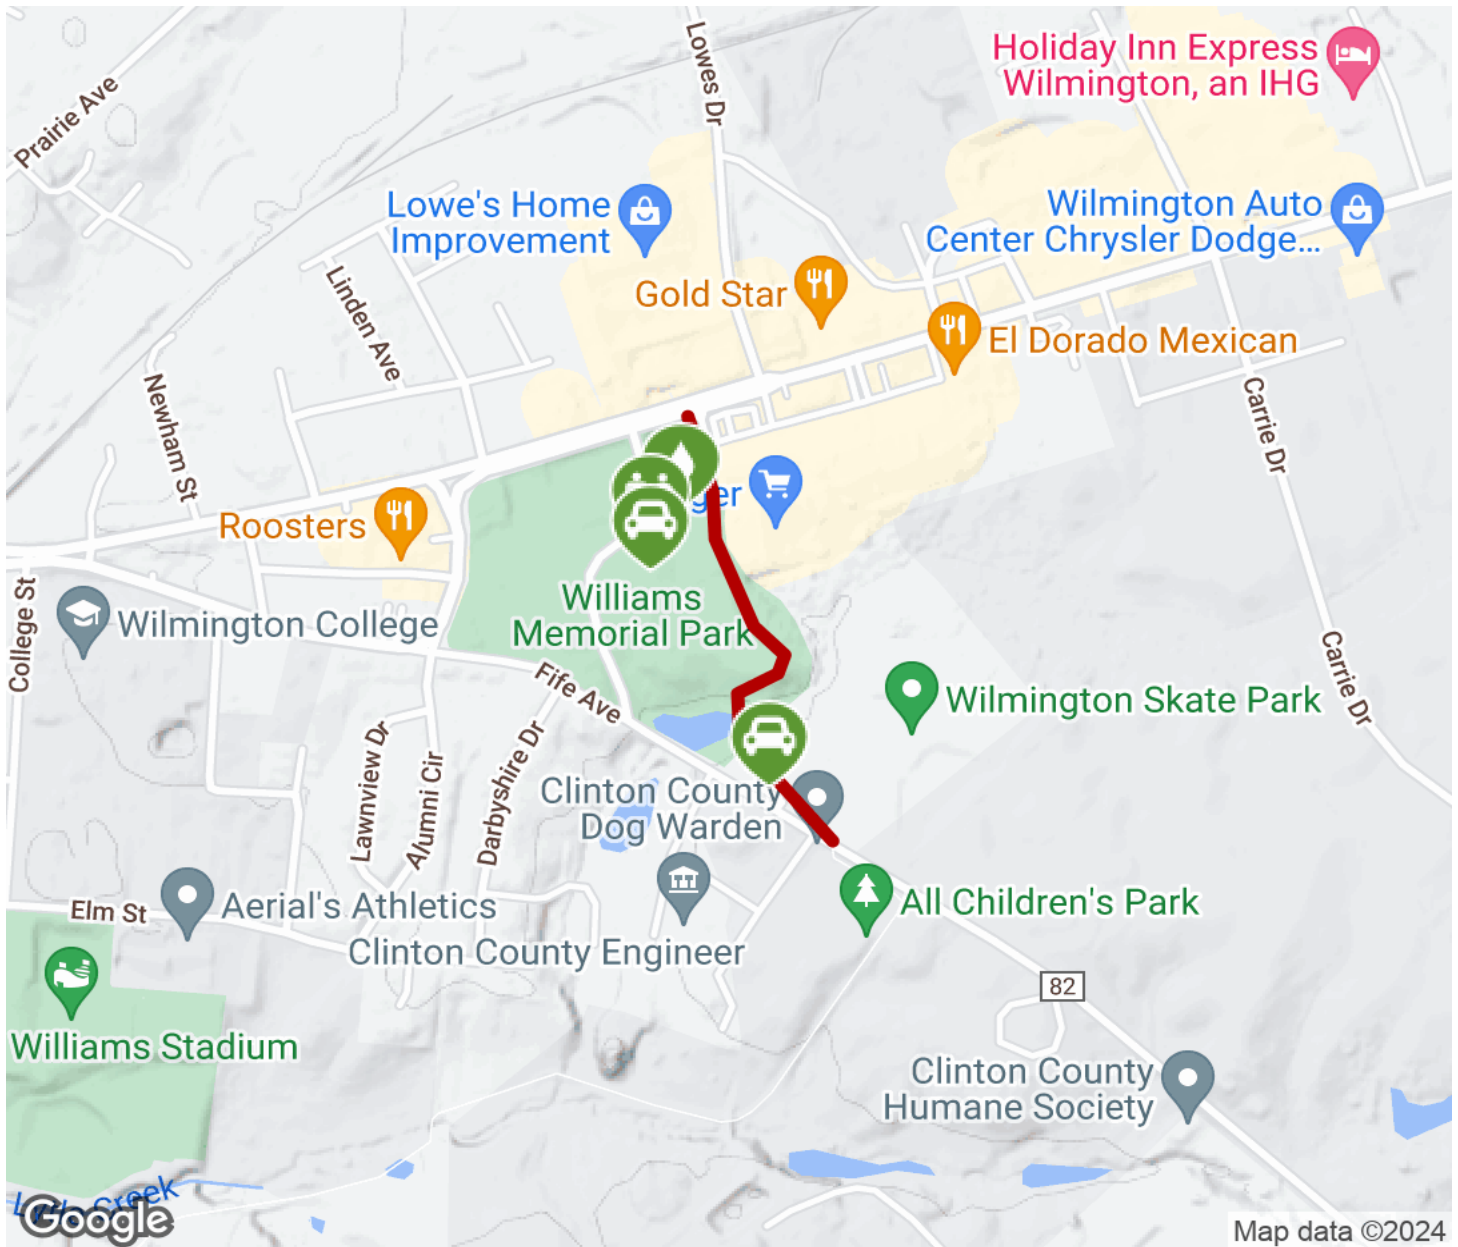 Lowes Dr
Holiday Inn Express
Wilmington, an IHG
Prairie Ave
Lowe's Home
Improvement
Wilmington Auto
Center Chrysler Dodge...
Linden Ave
Gold Star
El Dorado Mexican
Newham St
Carrie Dr
ger
Roosters
College St
Wilmington College
Williams
Memorial Park
Carrie Dr
Fife Ave
Wilmington Skate Park
Lawnview Dr
Alumni Cir
Darbyshire Dr
Clinton County
Dog Warden
Elm St
Aerial's Athletics
All Children's Park
Clinton County Engineer
82
Williams Stadium
Clinton County
Humane Society
Creek
Google
Map data ©2024